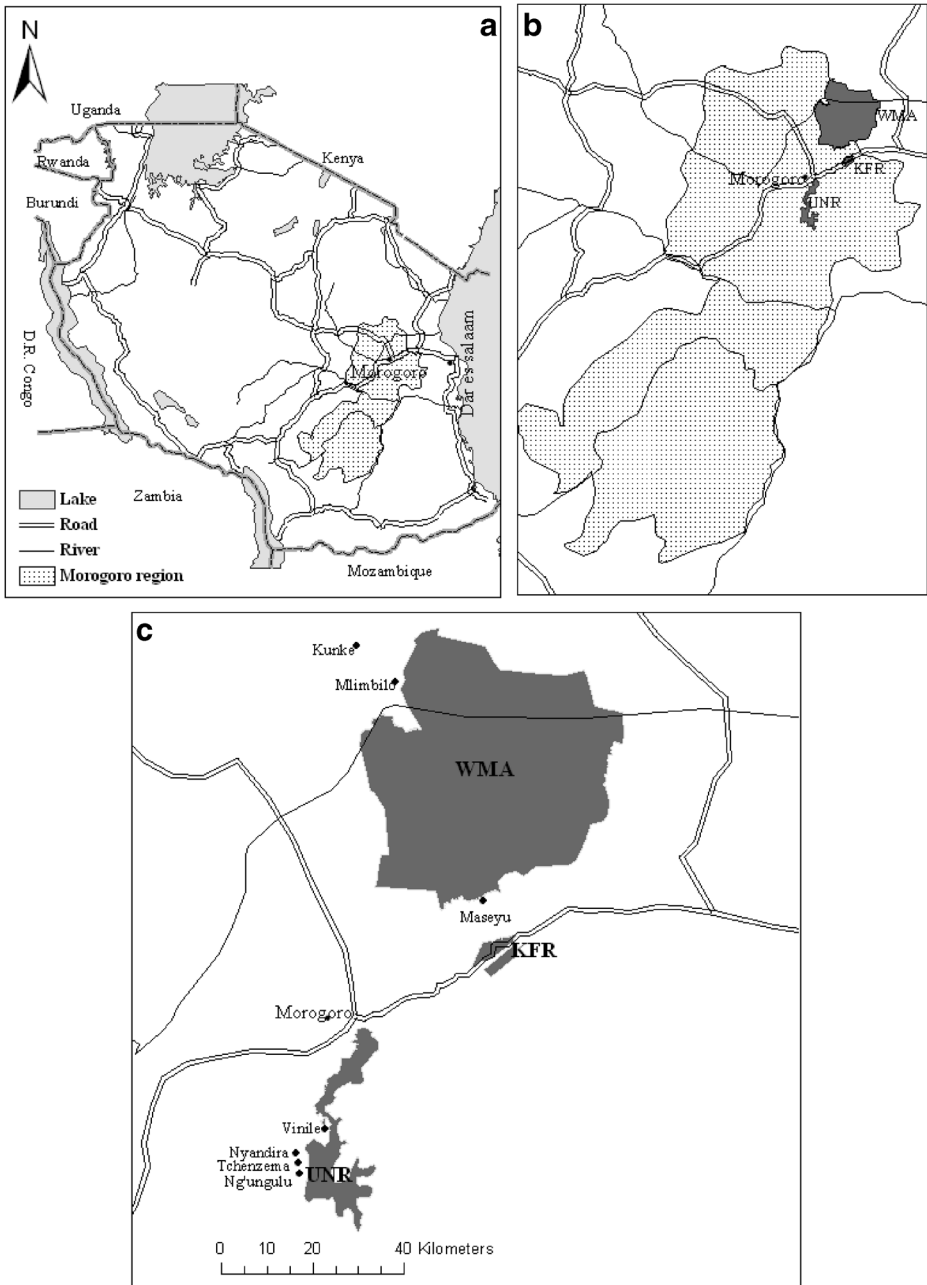 N
a
Uganda
Rwanda
Kenya
Burundi
D.R. Congo
Morogoro
Dar e's-salaam
Zambia
Mozambique
Lake
Road
River
Morogoro region
b
WMA
KFR
Morogoro
UNR
c
Kunke
Mlimbilo
WMA
Maseyu
KFR
Morogoro
Vinile
Nyandira
Tchenzema
Ng'ungulu
UNR
0 10 20 40 Kilometers